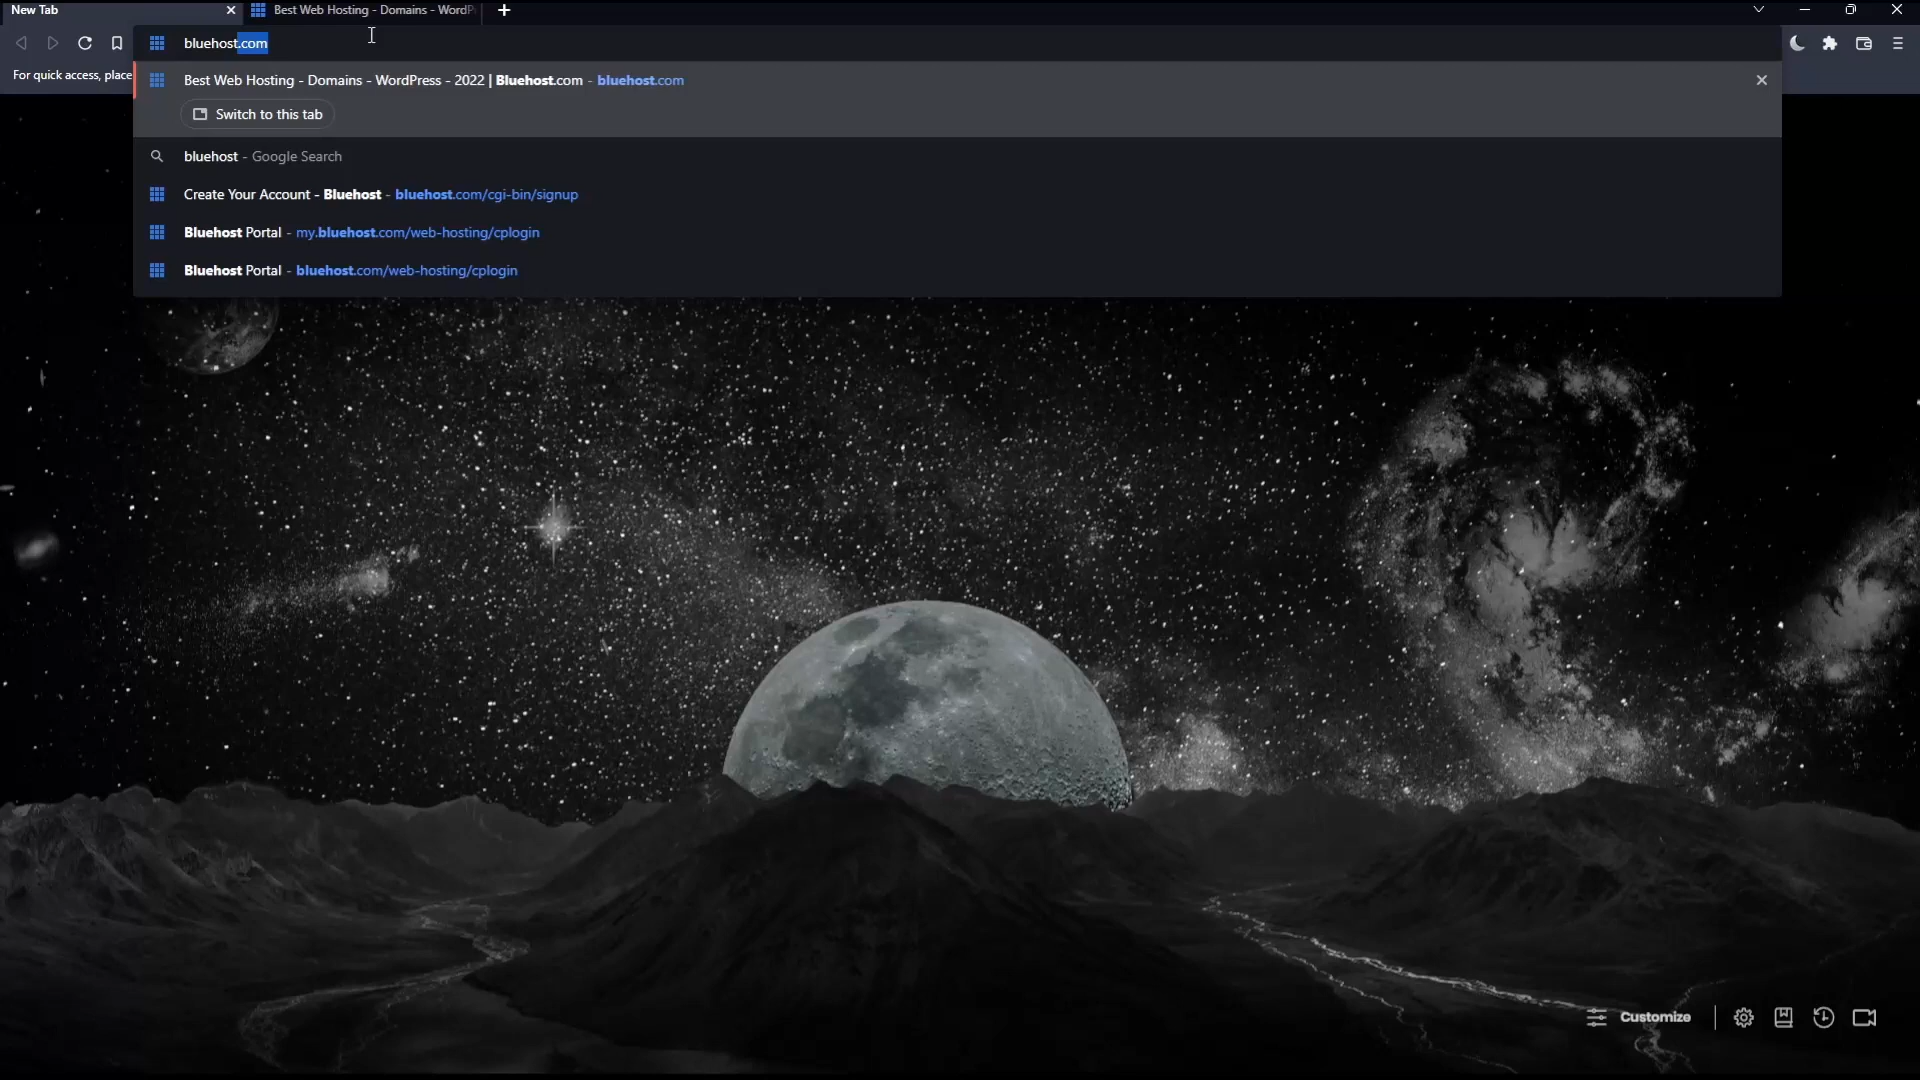 New Tab
Best Web Hosting - Domains - WordP
bluehost.com
For quick access, place
Best Web Hosting - Domains - WordPress - 2022 | Bluehost.com - bluehost.com
Switch to this tab
bluehost - Google Search
Create Your Account - Bluehost - bluehost.com/cgi-bin/signup
Bluehost Portal - my.bluehost.com/web-hosting/cplogin
Bluehost Portal - bluehost.com/web-hosting/cplogin
Customize